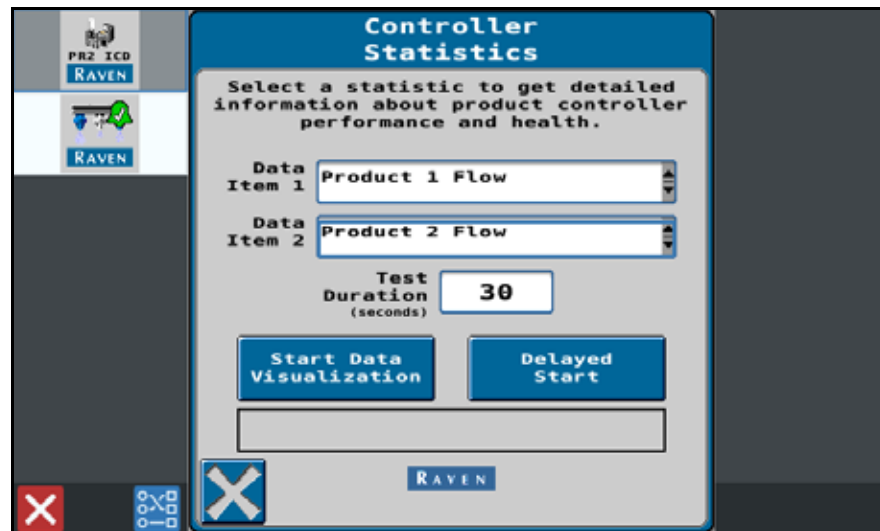 PR2 ICD
RAVEN
RAVEN
Controller
Statistics
Select a statistic to get detailed
information about product controller
performance and health.
Data
Item 1
Product 1 Flow
Data
Item 2
Product 2 Flow
Test
Duration
(seconds)
30
Start Data
Visualization
Delayed
Start
RAVEN